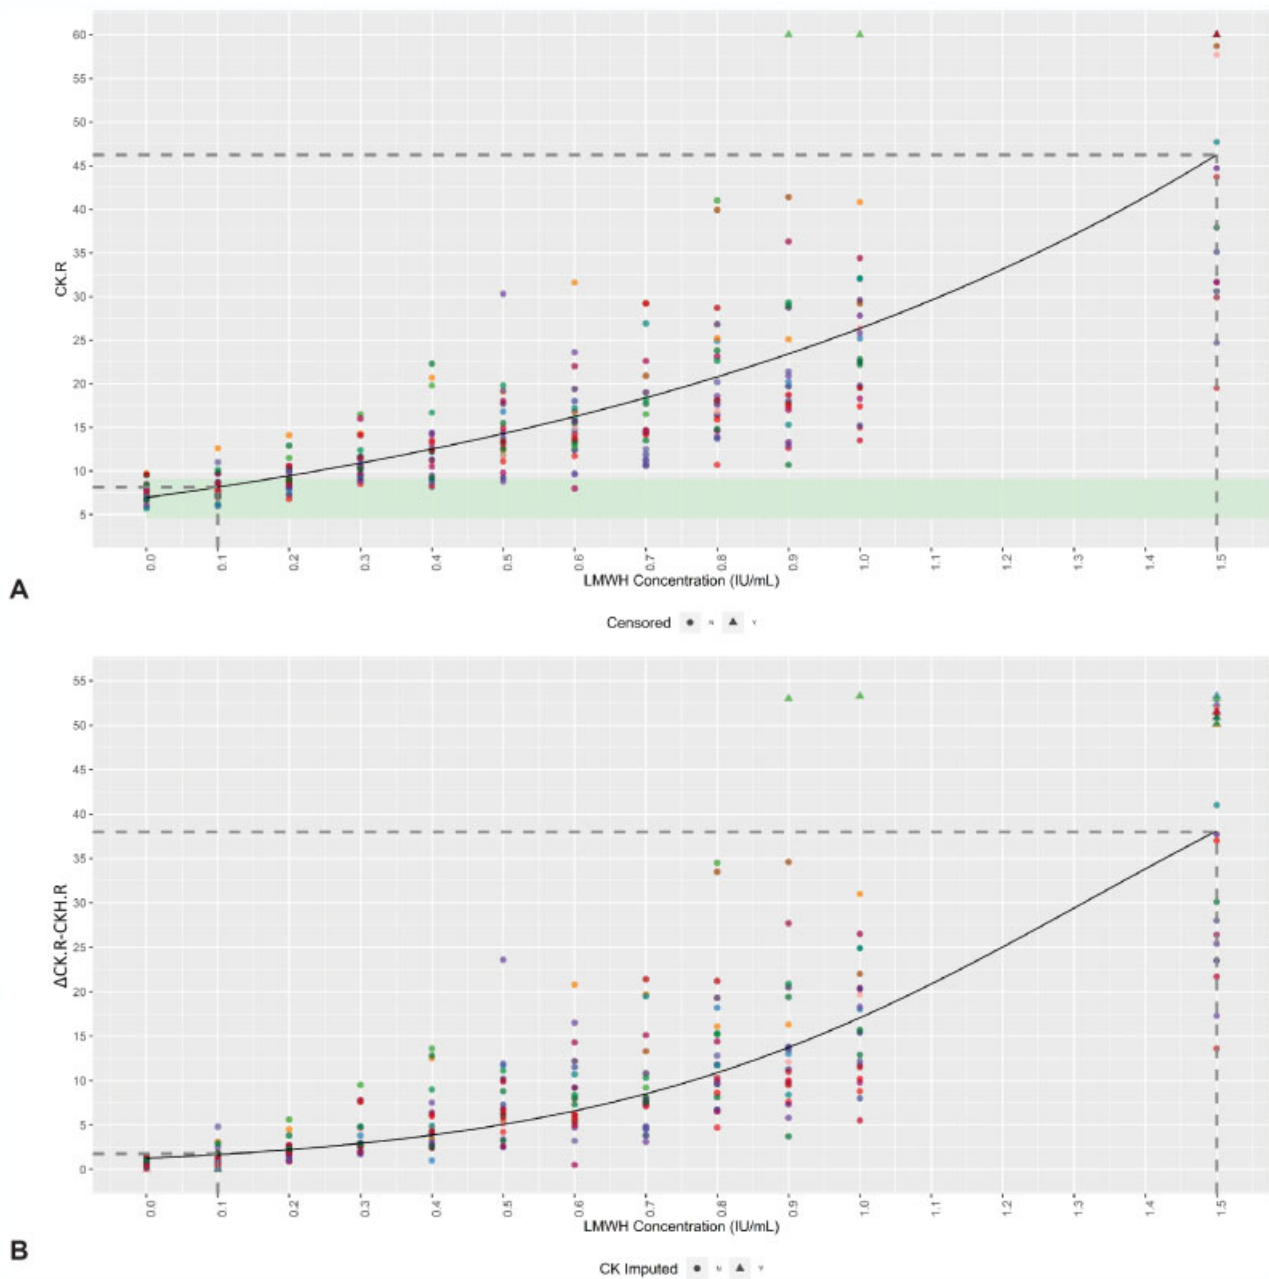 60
55
50
45
40
35
30
25
20
15
10
5
CK.R
0.0 0.1 0.2 0.3 0.4 0.5 0.6 0.7 0.8 0.9 1.0 1.1 1.2 1.3 1.4 1.5
LMWH Concentration (IU/mL)
A
Censored N Y
55
50
45
40
35
30
25
20
15
10
5
0
ΔCK.R-CKH.R
0.0 0.1 0.2 0.3 0.4 0.5 0.6 0.7 0.8 0.9 1.0 1.1 1.2 1.3 1.4 1.5
LMWH Concentration (IU/mL)
B
CK Imputed N Y